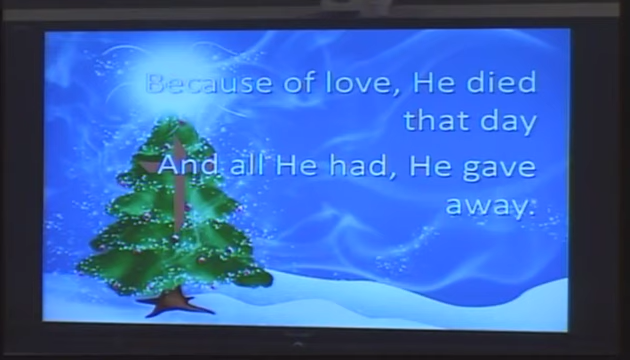 Because of love, He died
that day
And all He had, He gave
away.